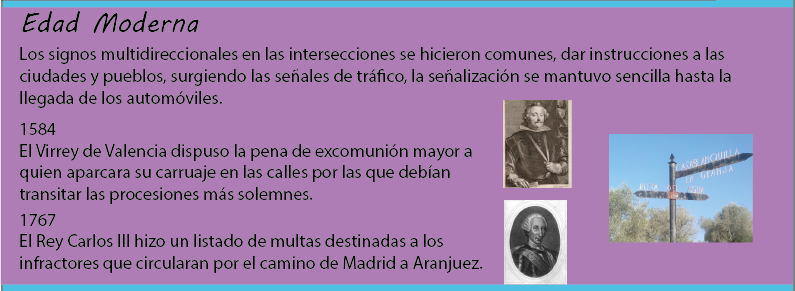 Edad Moderna
Los signos multidireccionales en las intersecciones se hicieron comunes, dar instrucciones a las
ciudades y pueblos, surgiendo las señales de tráfico, la señalización se mantuvo sencilla hasta la
llegada de los automóviles.
1584
El Virrey de Valencia dispuso la pena de excomunión mayor a
quien aparcara su carruaje en las calles por las que debían
transitar las procesiones más solemnes.
1767
El Rey Carlos III hizo un listado de multas destinadas a los
infractores que circularan por el camino de Madrid a Aranjuez.
LA GRANJA